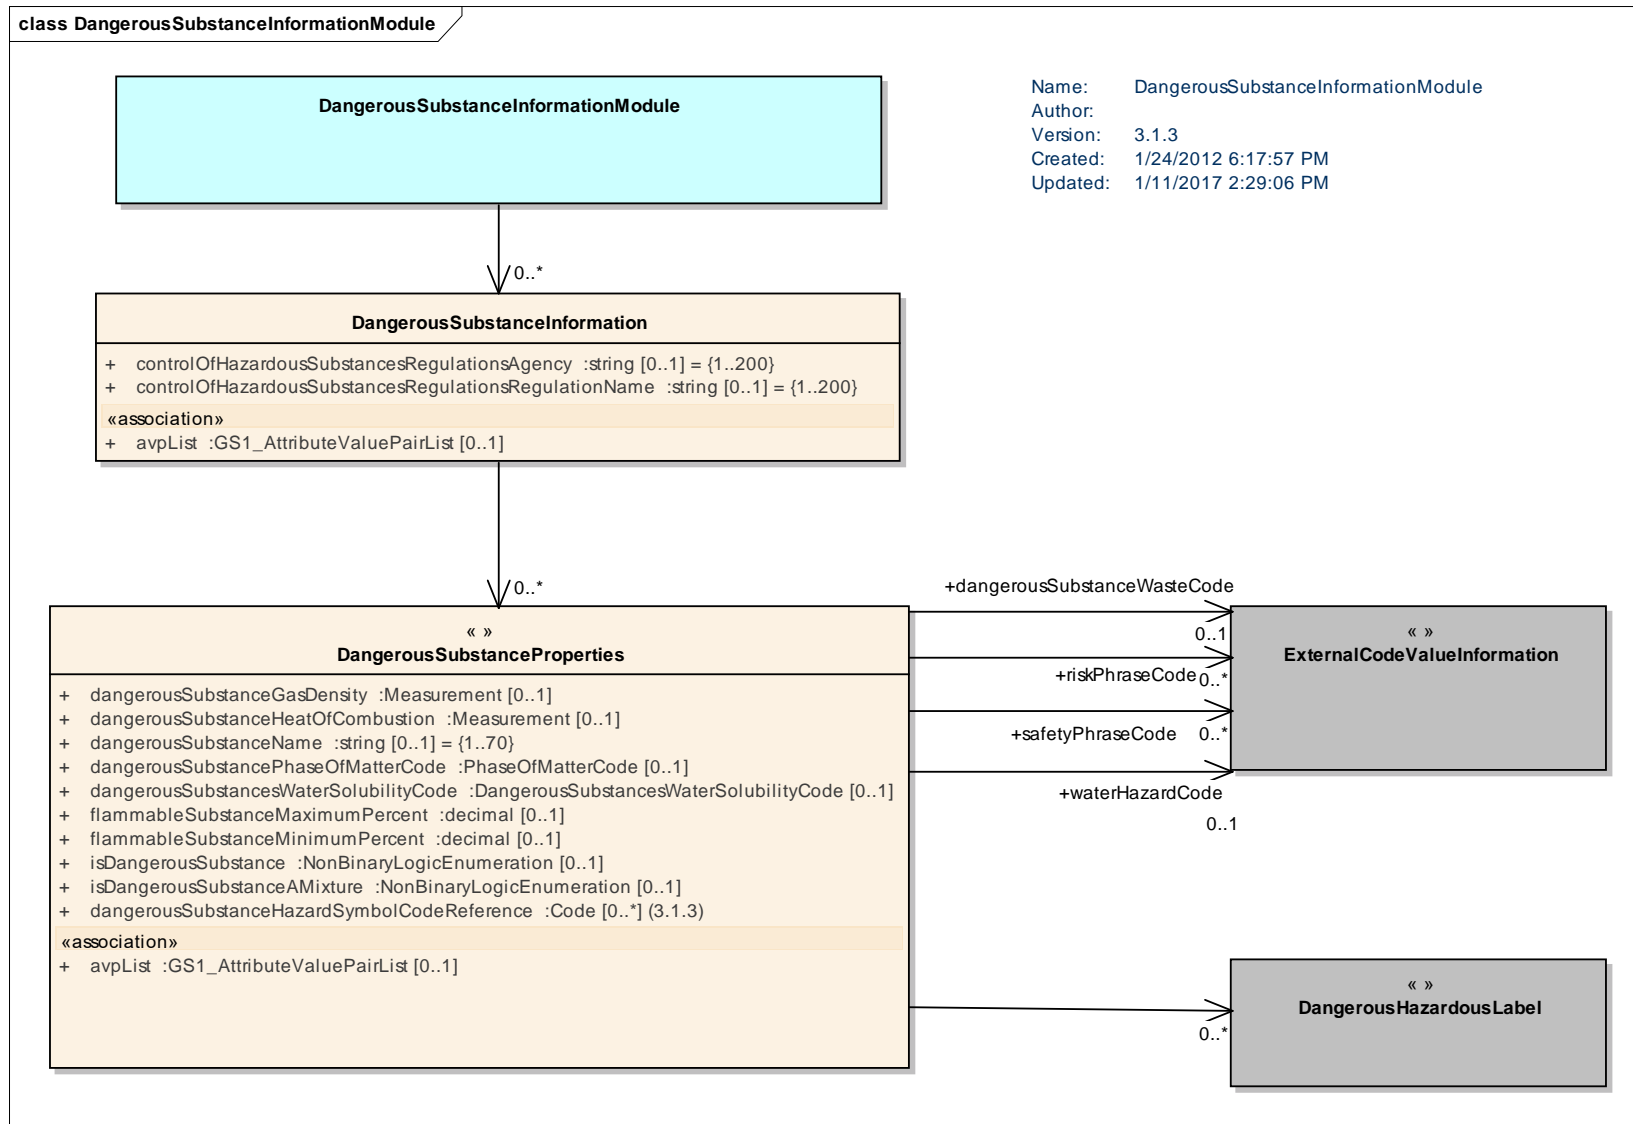 class DangerousSubstanceInformationModule
DangerousSubstanceInformationModule
Name: DangerousSubstanceInformationModule
Author:
Version: 3.1.3
Created: 1/24/2012 6:17:57 PM
Updated: 1/11/2017 2:29:06 PM
0..*
DangerousSubstanceInformation
+ controlOfHazardousSubstancesRegulationsAgency :string [0..1] = {1..200}
+ controlOfHazardousSubstancesRegulationsRegulationName :string [0..1] = {1..200}
«association»
+ avpList :GS1_AttributeValuePairList [0..1]
0..*
« »
DangerousSubstanceProperties
+ dangerousSubstanceGasDensity :Measurement [0..1]
+ dangerousSubstanceHeatOfCombustion :Measurement [0..1]
+ dangerousSubstanceName :string [0..1] = {1..70}
+ dangerousSubstancePhaseOfMatterCode :PhaseOfMatterCode [0..1]
+ dangerousSubstancesWaterSolubilityCode :DangerousSubstancesWaterSolubilityCode [0..1]
+ flammableSubstanceMaximumPercent :decimal [0..1]
+ flammableSubstanceMinimumPercent :decimal [0..1]
+ isDangerousSubstance :NonBinaryLogicEnumeration [0..1]
+ isDangerousSubstanceAMixture :NonBinaryLogicEnumeration [0..1]
+ dangerousSubstanceHazardSymbolCodeReference :Code [0..*] (3.1.3)
«association»
+ avpList :GS1_AttributeValuePairList [0..1]
+dangerousSubstanceWasteCode
0..1
+riskPhraseCode 0..*
+safetyPhraseCode 0..*
+waterHazardCode
0..1
« »
ExternalCodeValueInformation
« »
DangerousHazardousLabel
0..*